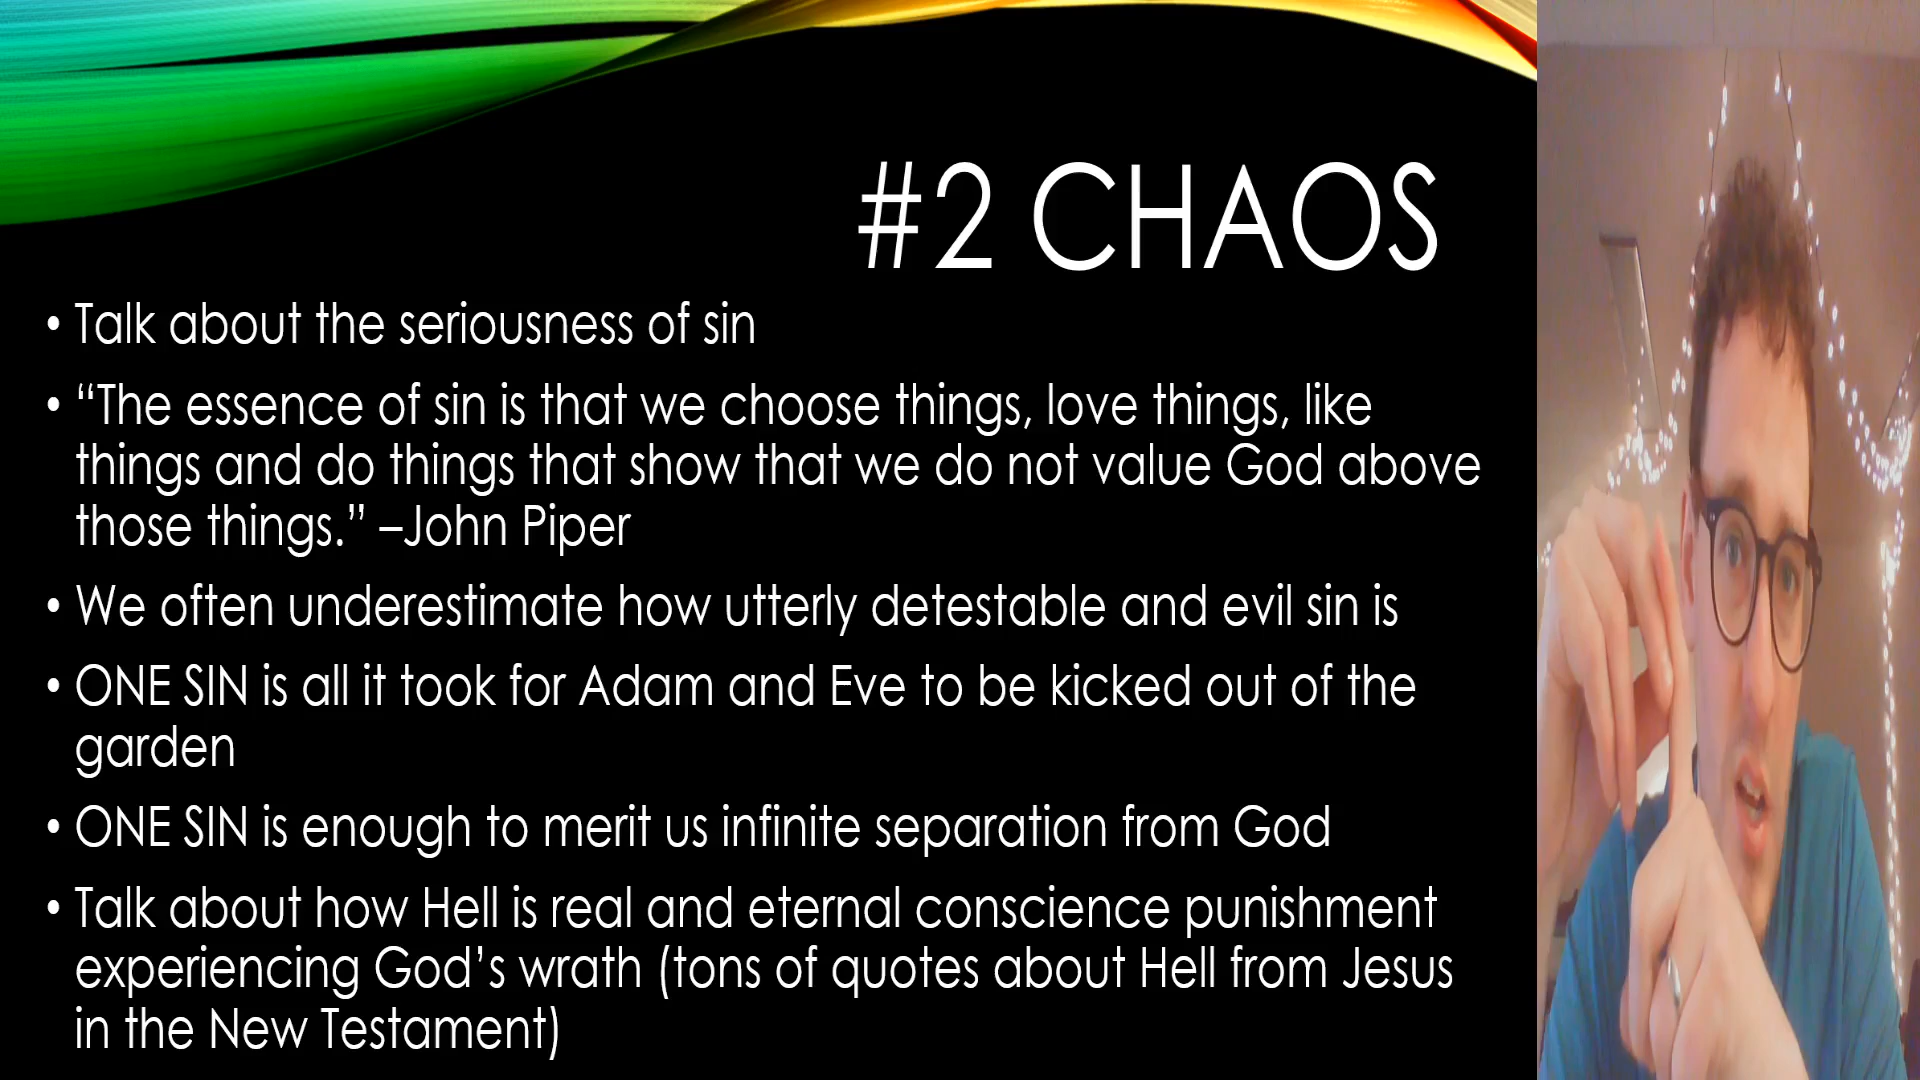 #2 CHAOS
• Talk about the seriousness of sin
• “The essence of sin is that we choose things, love things, like
things and do things that show that we do not value God above
those things.” –John Piper
• We often underestimate how utterly detestable and evil sin is
• ONE SIN is all it took for Adam and Eve to be kicked out of the
garden
• ONE SIN is enough to merit us infinite separation from God
• Talk about how Hell is real and eternal conscience punishment
experiencing God’s wrath (tons of quotes about Hell from Jesus
in the New Testament)